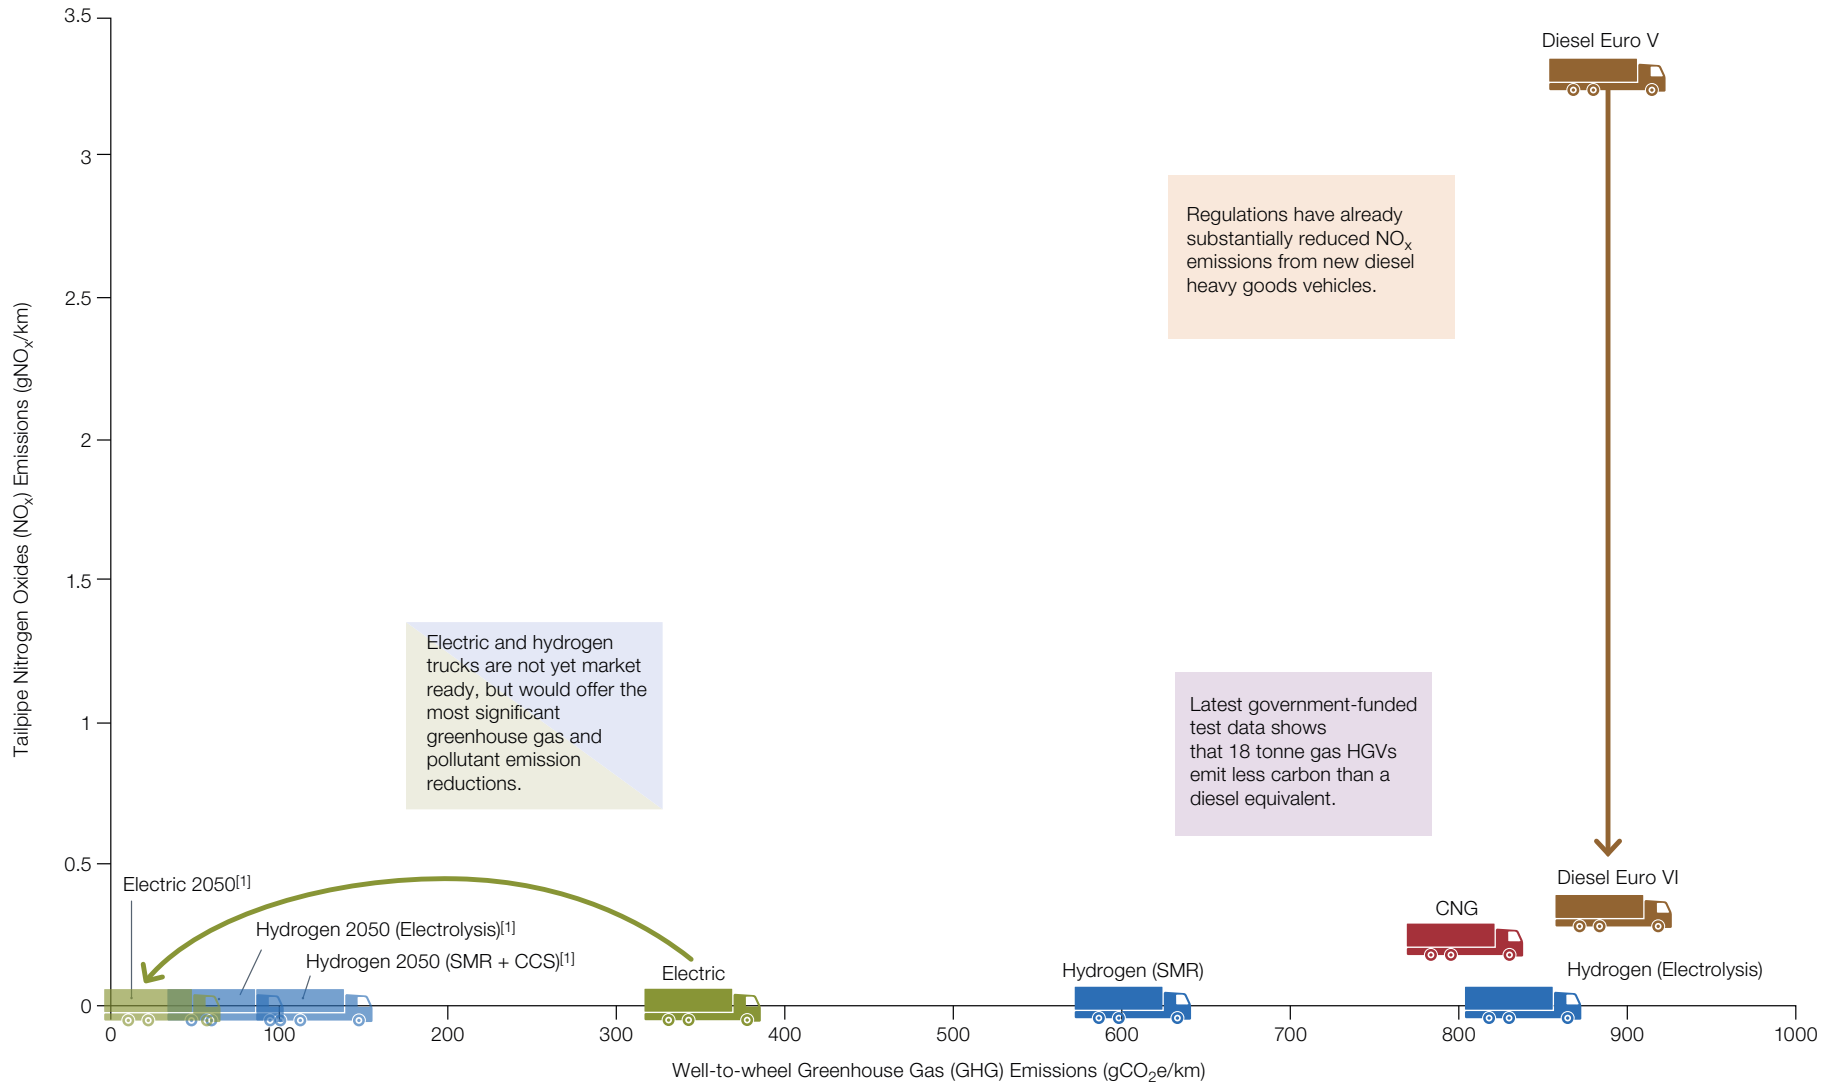 3.5
3
2.5
2
1.5
1
0.5
0
Tailpipe Nitrogen Oxides (NOx) Emissions (gNOx/km)
Diesel Euro V
Regulations have already
substantially reduced NOx
emissions from new diesel
heavy goods vehicles.
Electric and hydrogen
trucks are not yet market
ready, but would offer the
most significant
greenhouse gas and
pollutant emission
reductions.
Latest government-funded
test data shows
that 18 tonne gas HGVs
emit less carbon than a
diesel equivalent.
Electric 2050[1]
Hydrogen 2050 (Electrolysis)[1]
Hydrogen 2050 (SMR + CCS)[1]
Electric
Hydrogen (SMR)
CNG
Diesel Euro VI
Hydrogen (Electrolysis)
0
100
200
300
400
500
600
700
800
900
1000
Well-to-wheel Greenhouse Gas (GHG) Emissions (gCO2e/km)